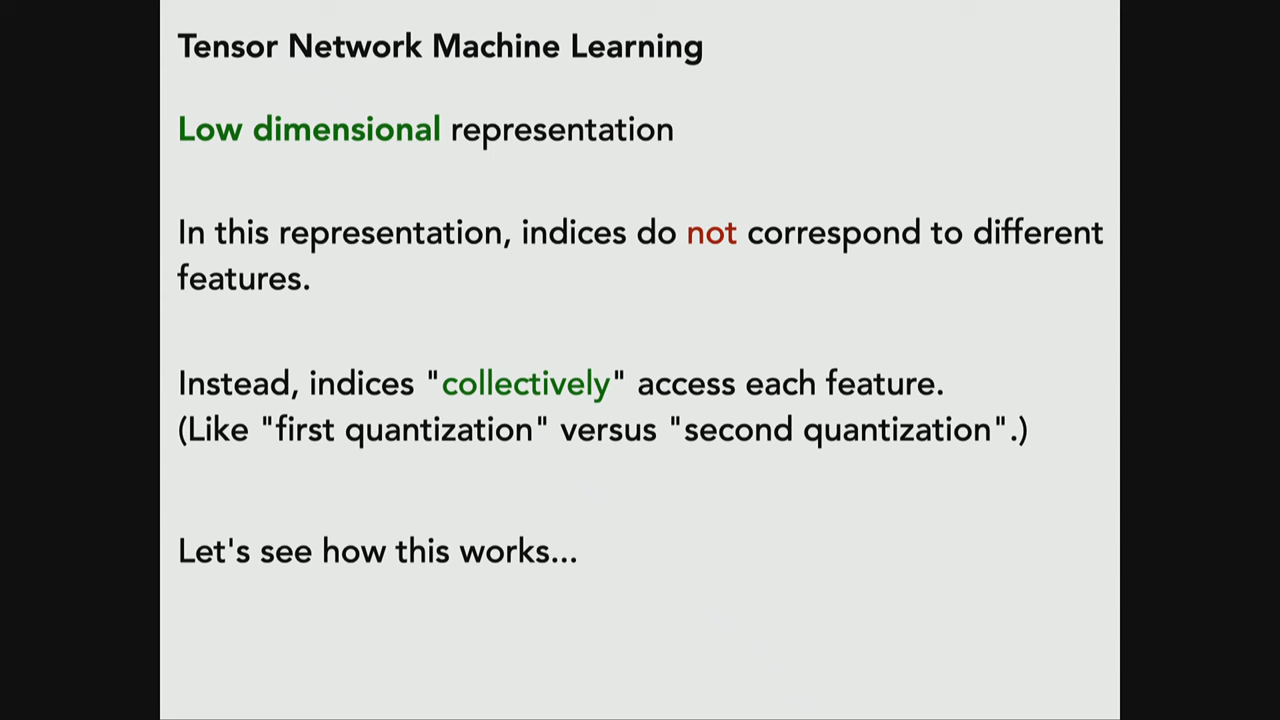 Tensor Network Machine Learning
Low dimensional representation
In this representation, indices do not correspond to different
features.
Instead, indices "collectively" access each feature.
(Like "first quantization" versus "second quantization".)
Let's see how this works...